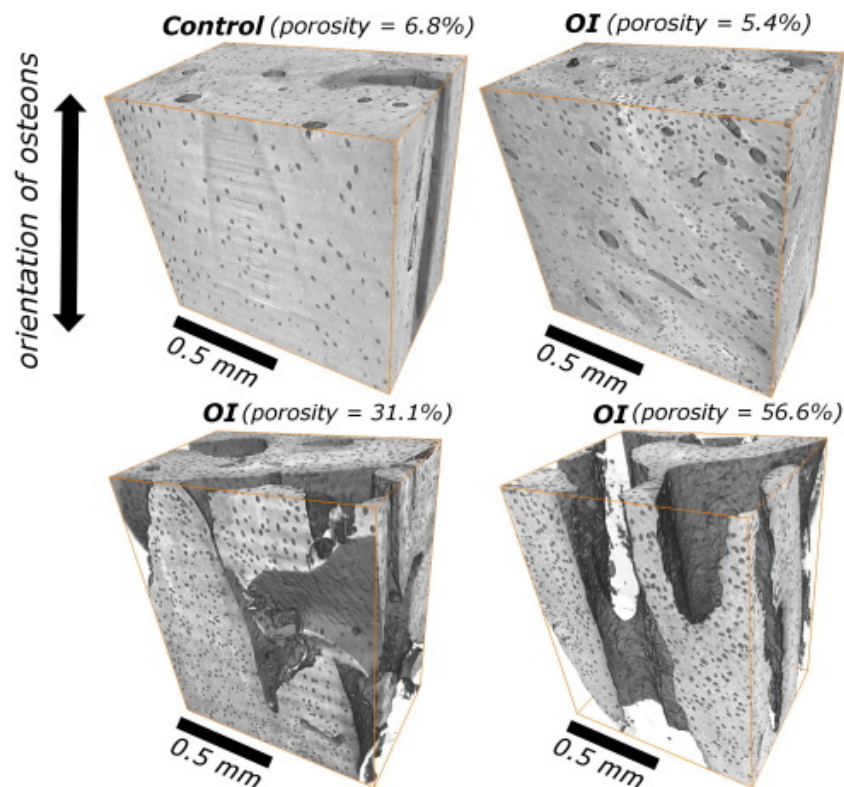 Control (porosity = 6.8%)
OI (porosity = 5.4%)
orientation of osteons
0.5 mm
0.5 mm
OI (porosity = 31.1%)
OI (porosity = 56.6%)
0.5 mm
0.5 mm